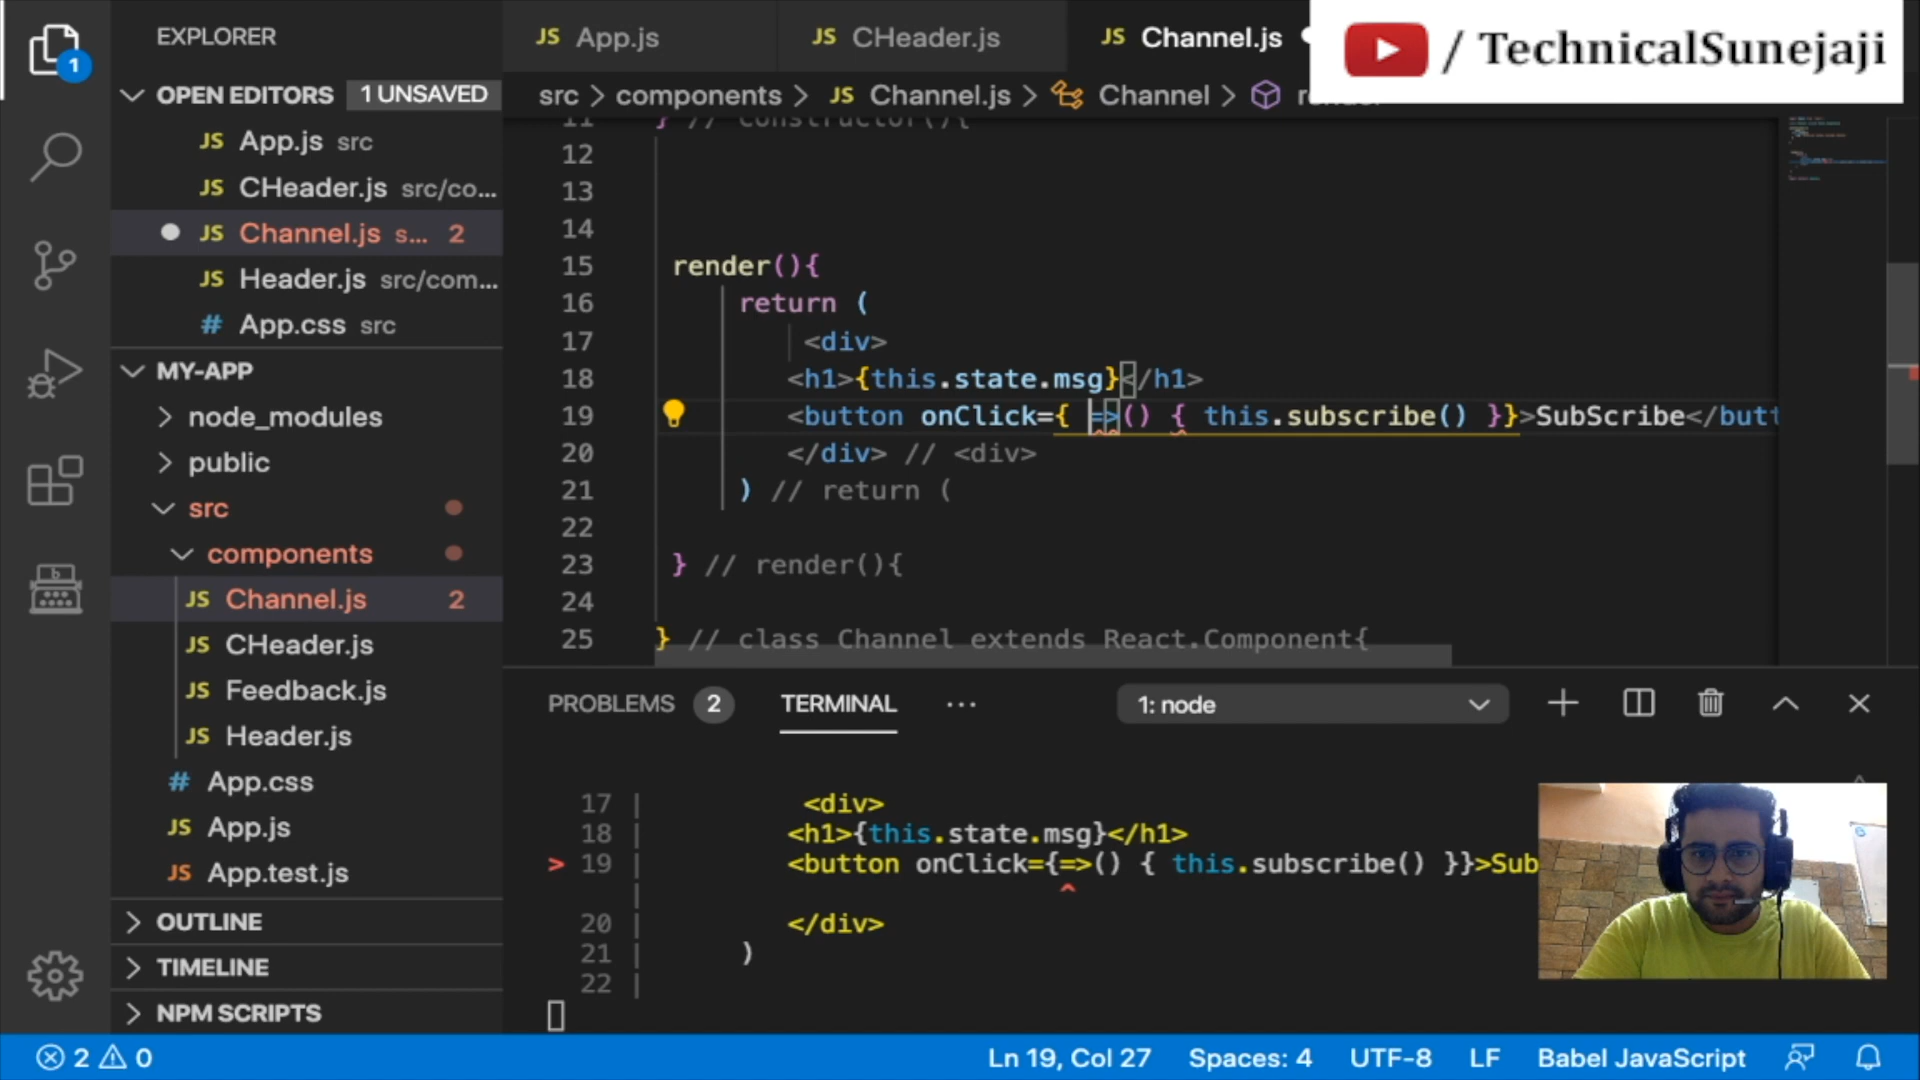 EXPLORER
OPEN EDITORS 1 UNSAVED
JS App.js src
JS CHeader.js src/co...
JS Channel.js s... 2
JS Header.js src/com...
# App.css src
MY-APP
node_modules
public
src
components
JS Channel.js 2
JS CHeader.js
JS Feedback.js
JS Header.js
# App.css
JS App.js
JS App.test.js
OUTLINE
TIMELINE
NPM SCRIPTS
1
JS App.js JS CHeader.js JS Channel.js
/ TechnicalSunejaji
src > components > JS Channel.js > Channel >
11 } // constructor(){
12
13
14
15 render(){
16 return (
17 <div>
18 <h1>{this.state.msg}</h1>
19 <button onClick={ =>() { this.subscribe() }}>SubScribe</butt
20 </div> // <div>
21 ) // return (
22
23 } // render(){
24
25 } // class Channel extends React.Component{
PROBLEMS 2 TERMINAL ... 1: node
17 | <div>
18 | <h1>{this.state.msg}</h1>
> 19 | <button onClick={=>() { this.subscribe() }}>Sub
| ^
20 | </div>
21 | )
22 |
2 0 Ln 19, Col 27 Spaces: 4 UTF-8 LF Babel JavaScript